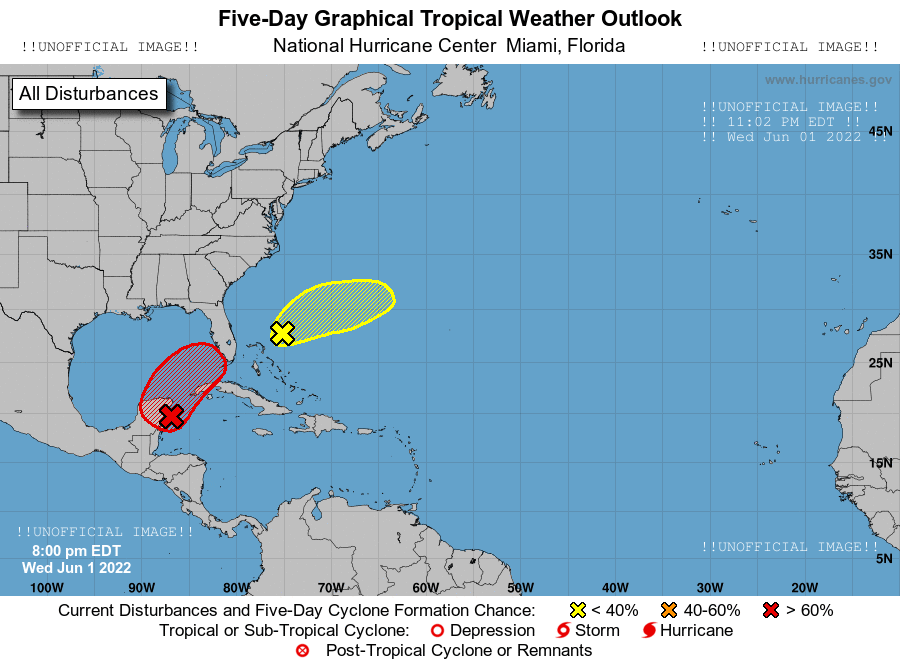 Five-Day Graphical Tropical Weather Outlook
!!UNOFFICIAL IMAGE!! National Hurricane Center  Miami, Florida !!UNOFFICIAL IMAGE!!
www.hurricanes.gov
All Disturbances
!!UNOFFICIAL IMAGE!!
!! 11:02 PM EDT !!
!! Wed Jun 01 2022 !!
45N
35N
25N
15N
!!UNOFFICIAL IMAGE!!
!!UNOFFICIAL IMAGE!!
8:00 pm EDT
5N
Wed Jun 1 2022
100W 90W 80W 70W 60W 50W 40W 30W 20W
Current Disturbances and Five-Day Cyclone Formation Chance: < 40% 40-60% > 60%
Tropical or Sub-Tropical Cyclone: Depression Storm Hurricane
Post-Tropical Cyclone or Remnants